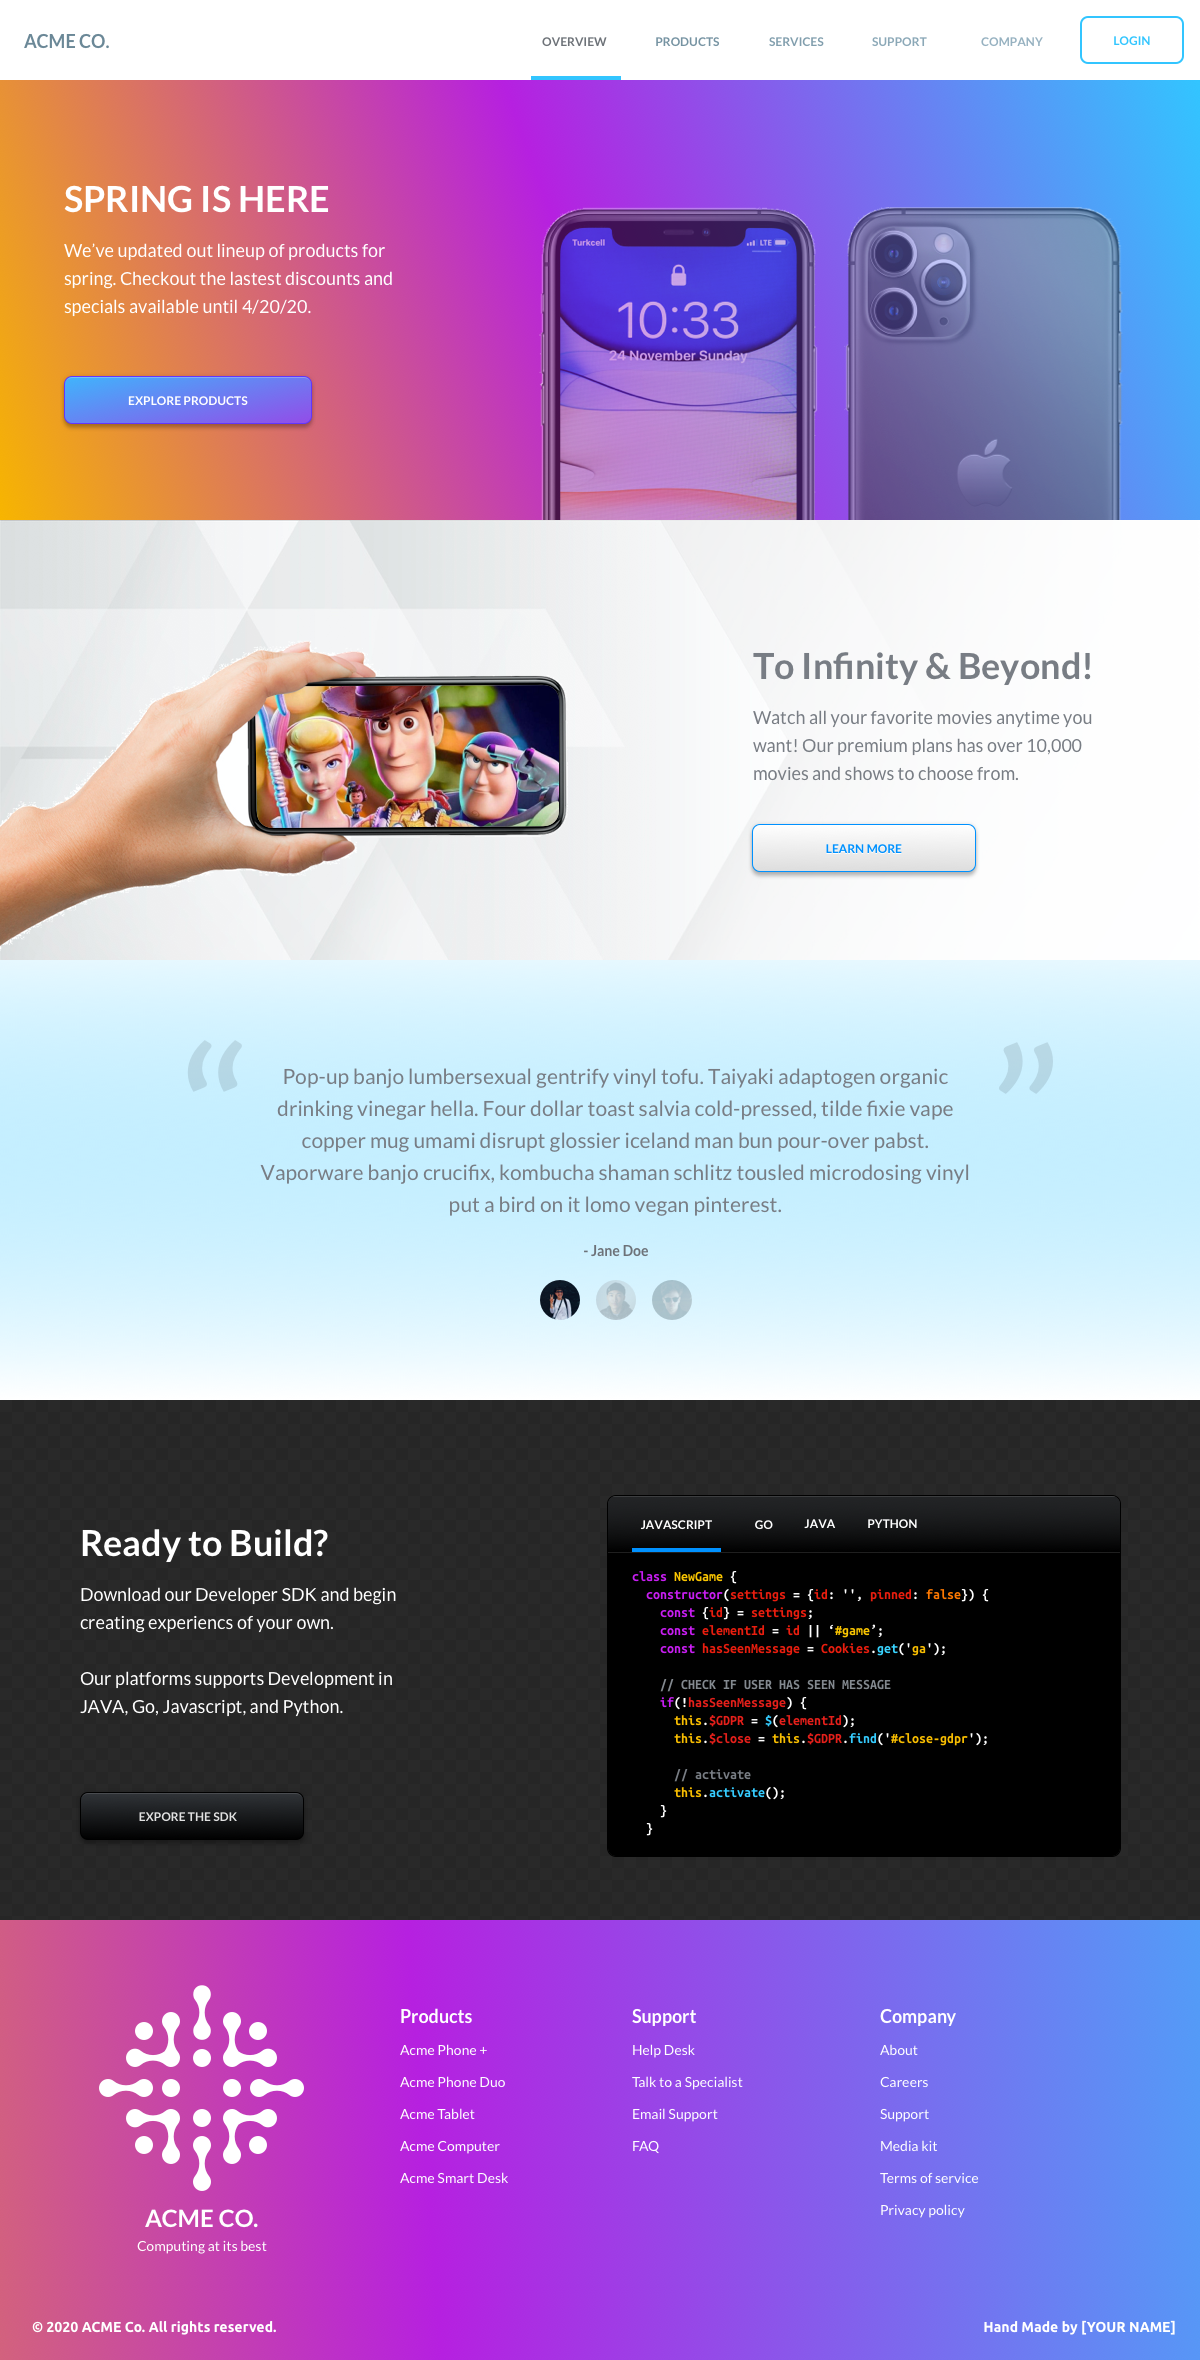 ACME CO.
OVERVIEW
PRODUCTS
SERVICES
SUPPORT
COMPANY
LOGIN
SPRING IS HERE
We've updated out lineup of products for
spring. Checkout the lastest discounts and
specials available until 4/20/20.
EXPLORE PRODUCTS
Turkcell
LTE
10:33
24 November Sunday
To Infinity & Beyond!
Watch all your favorite movies anytime you
want! Our premium plans has over 10,000
movies and shows to choose from.
LEARN MORE
“
”
Pop-up banjo lumbersexual gentrify vinyl tofu. Taiyaki adaptogen organic
drinking vinegar hella. Four dollar toast salvia cold-pressed, tilde fixie vape
copper mug umami disrupt glossier iceland man bun pour-over pabst.
Vaporware banjo crucifix, kombucha shaman schlitz tousled microdosing vinyl
put a bird on it lomo vegan pinterest.
- Jane Doe
Ready to Build?
Download our Developer SDK and begin
creating experiencs of your own.
Our platforms supports Development in
JAVA, Go, Javascript, and Python.
EXPORE THE SDK
JAVASCRIPT
GO
JAVA
PYTHON
class NewGame {
constructor(settings = {id: '', pinned: false}) {
const {id} = settings;
const elementId = id || ‘#game’;
const hasSeenMessage = Cookies.get('ga');
// CHECK IF USER HAS SEEN MESSAGE
if(!hasSeenMessage) {
this.$GDPR = $(elementId);
this.$close = this.$GDPR.find('#close-gdpr');
// activate
this.activate();
}
}
ACME CO.
Computing at its best
Products
Acme Phone +
Acme Phone Duo
Acme Tablet
Acme Computer
Acme Smart Desk
Support
Help Desk
Talk to a Specialist
Email Support
FAQ
Company
About
Careers
Support
Media kit
Terms of service
Privacy policy
© 2020 ACME Co. All rights reserved.
Hand Made by [YOUR NAME]